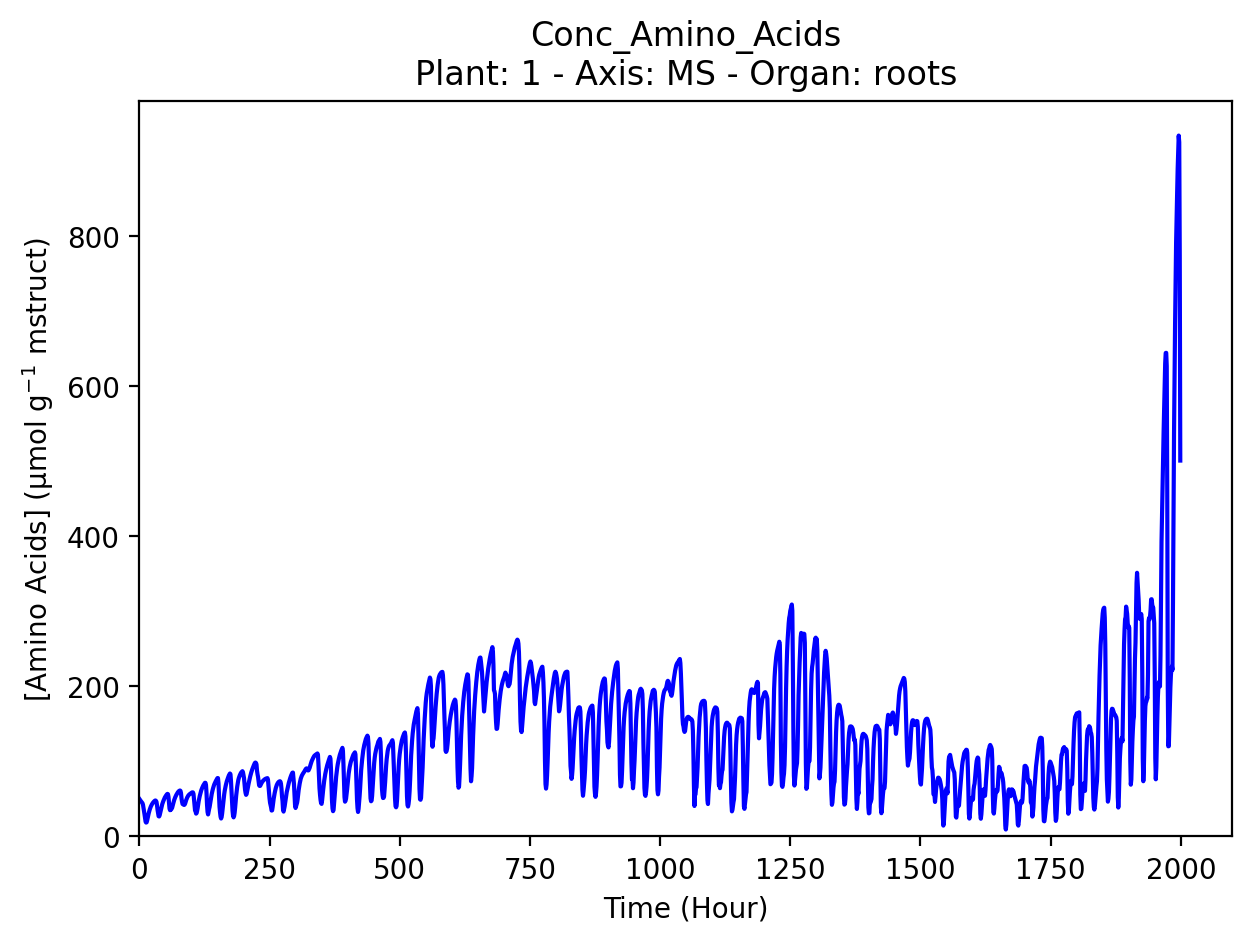 Conc_Amino_Acids
Plant: 1 - Axis: MS - Organ: roots
[Amino Acids] (µmol g⁻¹ mstruct)
800
600
400
200
0
0 250 500 750 1000 1250 1500 1750 2000
Time (Hour)